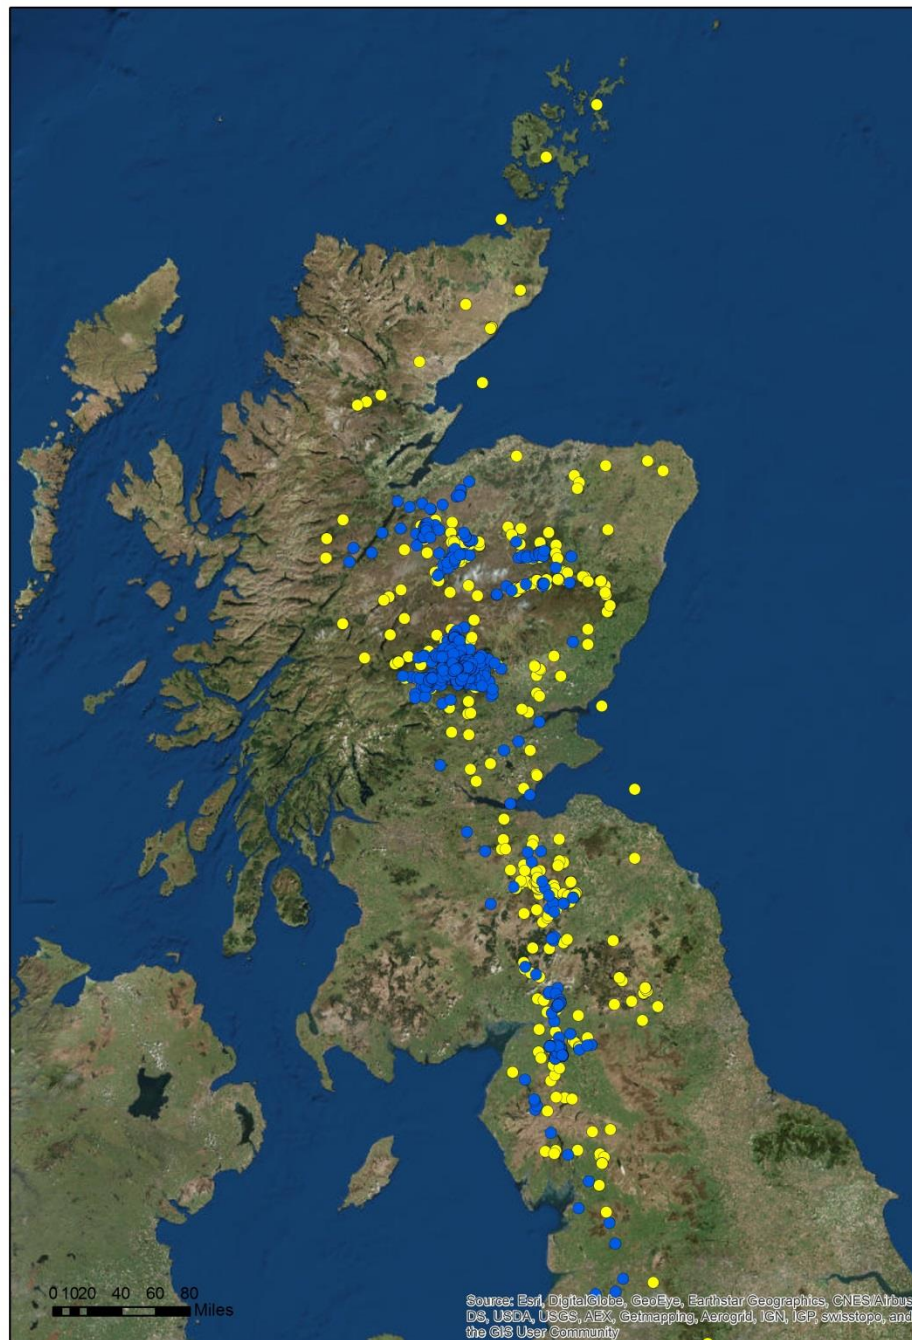 0 10 20 40 60 80
Miles
Source: Esri, DigitalGlobe, GeoEye, Earthstar Geographics, CNES/Airbus
DS, USDA, USGS, AEX, Getmapping, Aerogrid, IGN, IGP, swisstopo, and
the GIS User Community